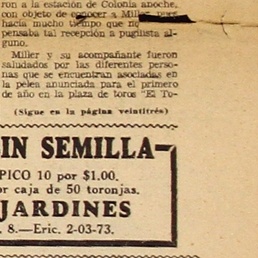 ron a la estación de Colonia anoche,
con objeto de conocer a Miller, pues
hacía mucho tiempo que no
pensaba tal recepción a pugilista al-
guno.
Miller y su acompañante fueron
saludados por las diferentes perso-
nas que se encuentran asociadas en
la pelea anunciada para el primero
de año en la plaza de toros "El To-
(Sigue en la página veintitrés)
IN SEMILLA
PICO 10 por $1.00.
or caja de 50 toronjas.
JARDINES
. 8.—Eric. 2-03-73.